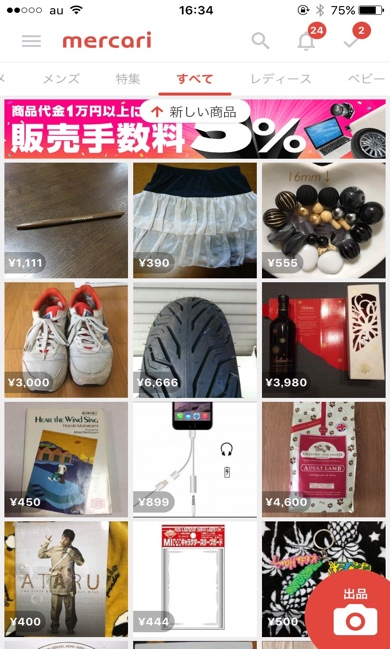 au 16:34 75%
mercari 24 2
メンズ 特集 すべて レディース ベビー
商品代金1万円以上に
↑ 新しい商品
販売手数料 3%
16mm↓
¥1,111 ¥390 ¥555
¥3,000 ¥6,666 ¥3,980
HEAR THE WIND SING
Haruki Murakami
ADULT LAMB
¥450 ¥899 ¥4,600
ATARU
出品
¥400 ¥444 ¥500